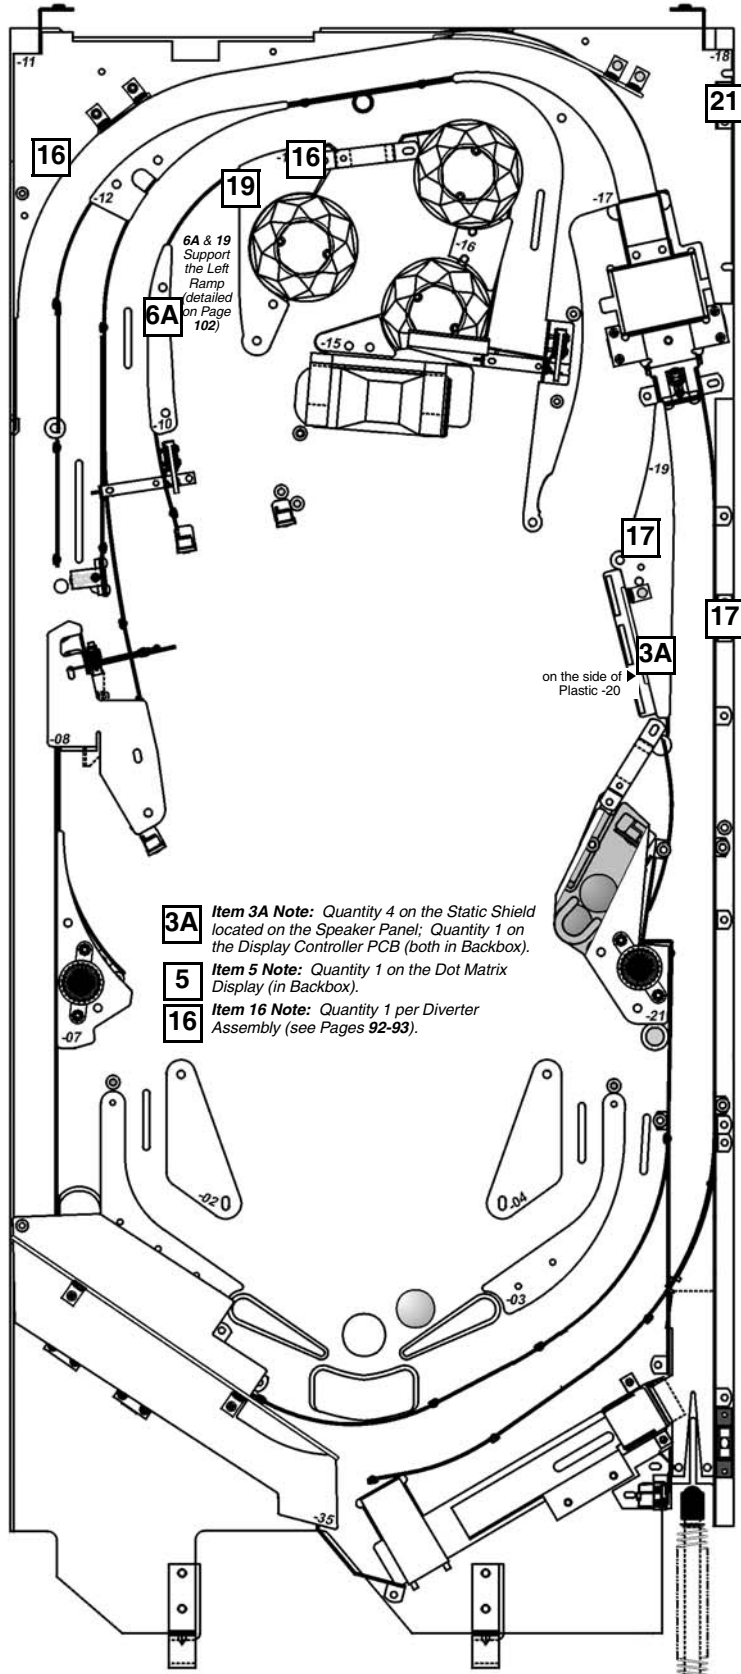 -11
-18
21
16
-1
16
19
-12
-17
6A & 19
Support
the Left
Ramp
(detailed
on Page
102)
-16
6A
-15
-10
-19
17
17
3A
on the side of
Plastic -20
-08
3A
Item 3A Note: Quantity 4 on the Static Shield
located on the Speaker Panel; Quantity 1 on
the Display Controller PCB (both in Backbox).
5
Item 5 Note: Quantity 1 on the Dot Matrix
Display (in Backbox).
16
Item 16 Note: Quantity 1 per Diverter
Assembly (see Pages 92-93).
-07
-21
-02
-04
-03
-35